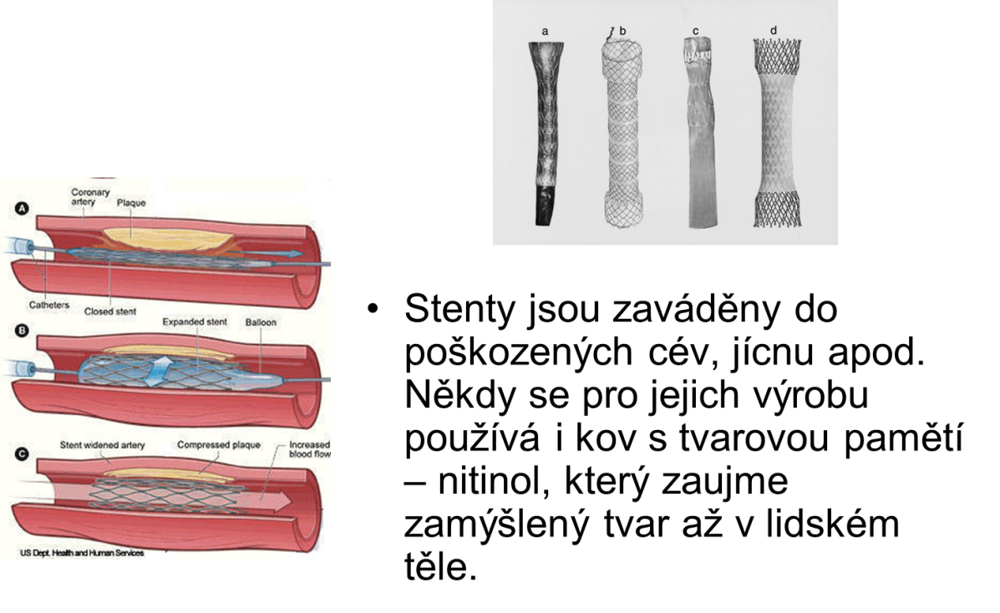 a b c d
A
Coronary
artery
Plaque
Catheters
Closed stent
B
Expanded stent
Balloon
C
Stent widened artery
Compressed plaque
Increased
blood flow
US Dept. Health and Human Services
• Stenty jsou zaváděny do
poškozených cév, jícnu apod.
Někdy se pro jejich výrobu
používá i kov s tvarovou pamětí
– nitinol, který zaujme
zamýšlený tvar až v lidském
těle.